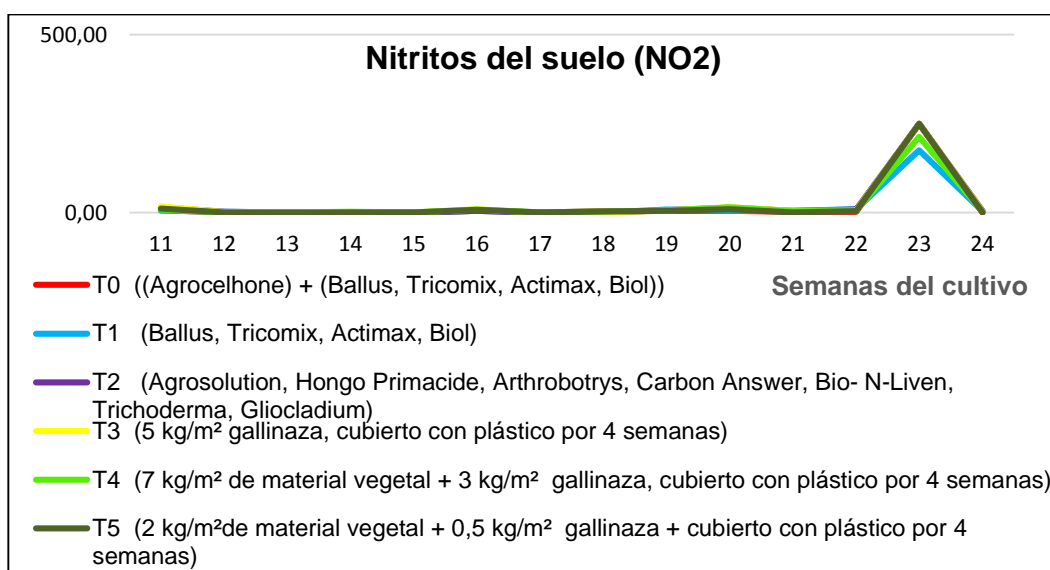 500,00
Nitritos del suelo (NO2)
0,00
11 12 13 14 15 16 17 18 19 20 21 22 23 24
Semanas del cultivo
T0 ((Agrocelhone) + (Ballus, Tricomix, Actimax, Biol))
T1 (Ballus, Tricomix, Actimax, Biol)
T2 (Agrosolution, Hongo Primacide, Arthrobotrys, Carbon Answer, Bio- N-Liven,
Trichoderma, Gliocladium)
T3 (5 kg/m² gallinaza, cubierto con plástico por 4 semanas)
T4 (7 kg/m² de material vegetal + 3 kg/m² gallinaza, cubierto con plástico por 4 semanas)
T5 (2 kg/m²de material vegetal + 0,5 kg/m² gallinaza + cubierto con plástico por 4
semanas)